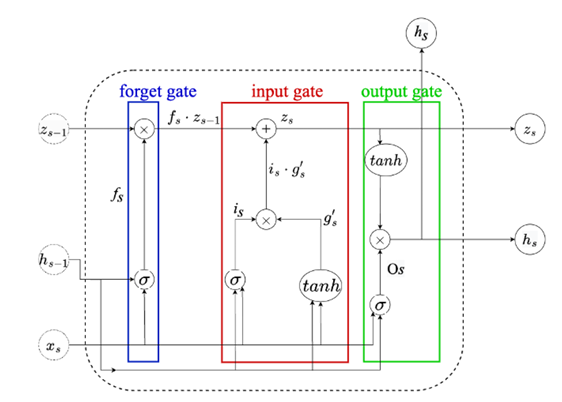 h_s
forget gate
input gate
output gate
z_{s-1}
×
f_s · z_{s-1}
+
z_s
z_s
tanh
f_s
i_s · g'_s
i_s
×
g'_s
×
h_s
h_{s-1}
Os
σ
σ
tanh
σ
x_s